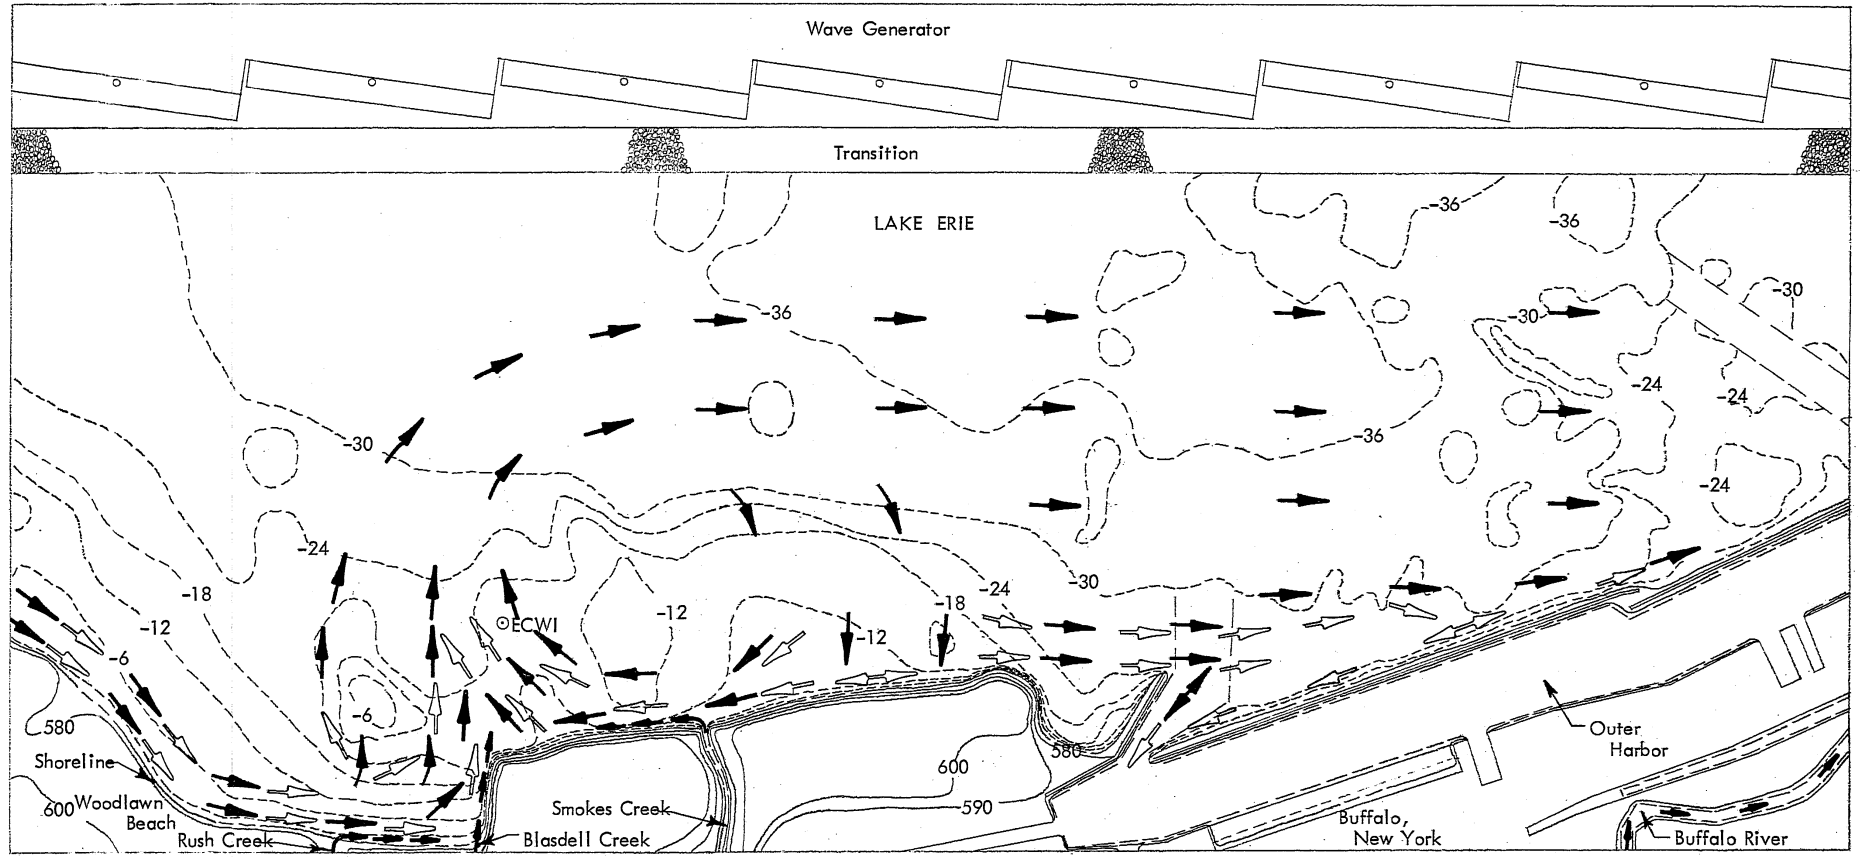 Wave Generator
Transition
LAKE ERIE
-36
-36
-30
-36
-30
-24
-24
-30
-36
-24
-24
-30
-24
-18
-18
-12
ECWI
-12
-12
-6
-6
580
Shoreline
600
Woodlawn
Beach
Rush Creek
Blasdell Creek
Smokes Creek
580
600
590
Outer
Harbor
Buffalo,
New York
Buffalo River